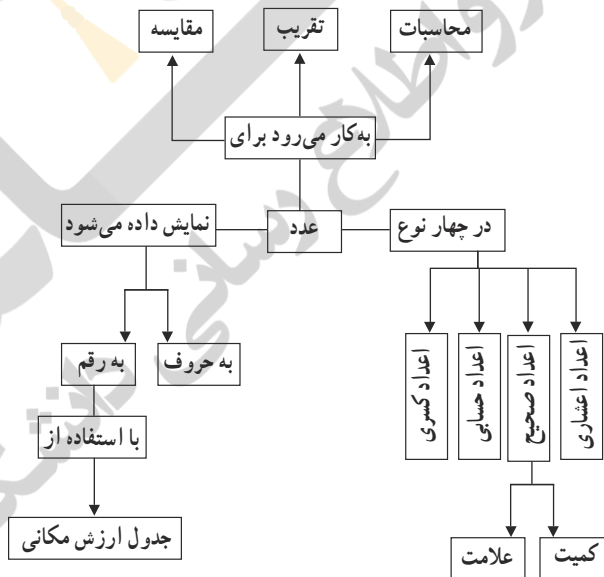 محاسبات
تقریب
مقایسه
به‌کار می‌رود برای
در چهار نوع
عدد
نمایش داده می‌شود
اعداد اعشاری
اعداد صحیح
اعداد حسابی
اعداد کسری
به حروف
به رقم
با استفاده از
جدول ارزش مکانی
کمیت
علامت